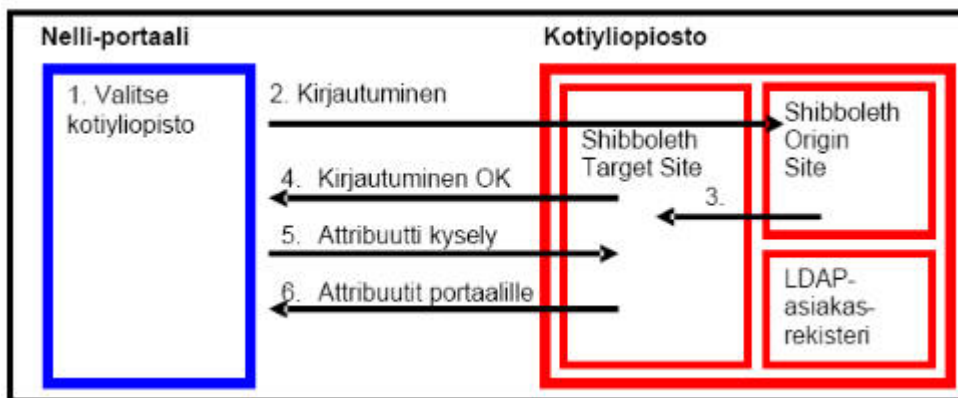 Nelli-portaali
Kotiyliopiosto
1. Valitse
kotiyliopisto
2. Kirjautuminen
Shibboleth
Target Site
Shibboleth
Origin
Site
4. Kirjautuminen OK
3.
5. Attribuutti kysely
6. Attribuutit portaalille
LDAP-
asiakas-
rekisteri